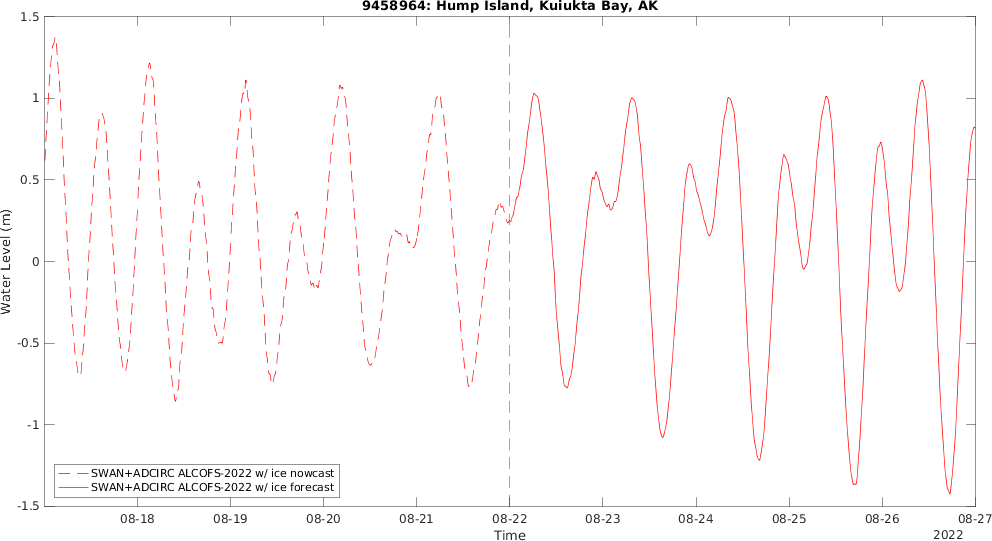 9458964: Hump Island, Kuiukta Bay, AK
1.5
1
0.5
0
-0.5
-1
-1.5
Water Level (m)
SWAN+ADCIRC ALCOFS-2022 w/ ice nowcast
SWAN+ADCIRC ALCOFS-2022 w/ ice forecast
08-18 08-19 08-20 08-21 08-22 08-23 08-24 08-25 08-26 08-27
Time
2022